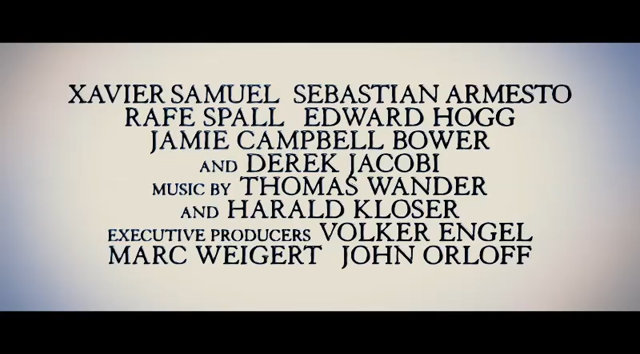 XAVIER SAMUEL SEBASTIAN ARMESTO
RAFE SPALL EDWARD HOGG
JAMIE CAMPBELL BOWER
AND DEREK JACOBI
MUSIC BY THOMAS WANDER
AND HARALD KLOSER
EXECUTIVE PRODUCERS VOLKER ENGEL
MARC WEIGERT JOHN ORLOFF